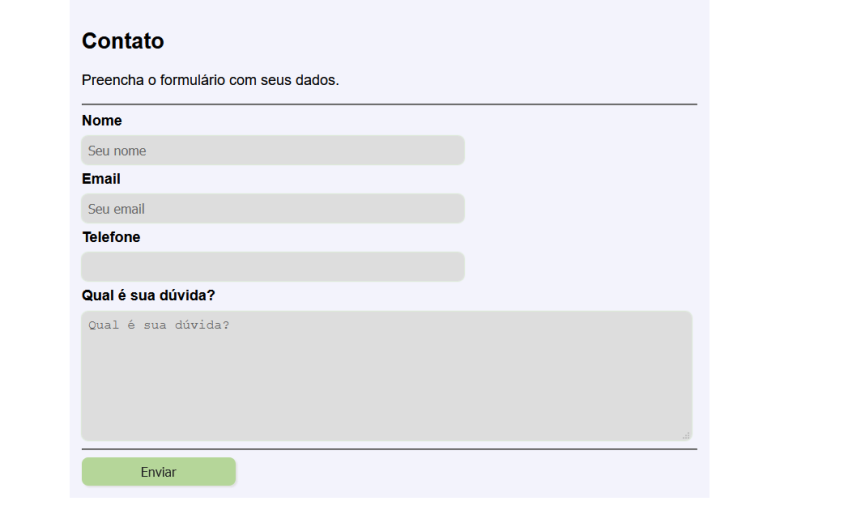 Contato
Preencha o formulário com seus dados.
Nome
Seu nome
Email
Seu email
Telefone
Qual é sua dúvida?
Qual é sua dúvida?
Enviar